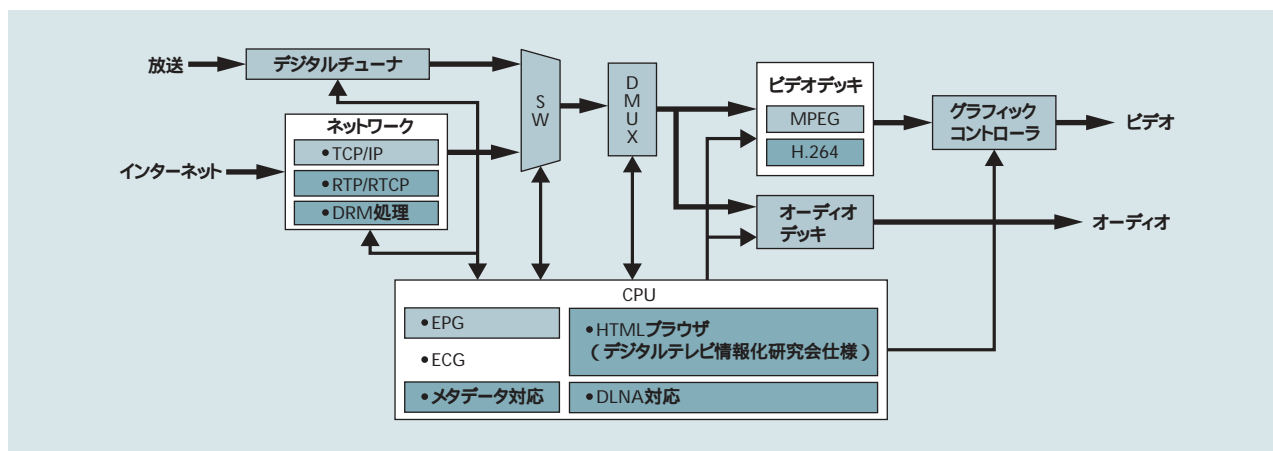 放送
デジタルチューナ
ネットワーク
•TCP/IP
•RTP/RTCP
•DRM処理
インターネット
SW
DMUX
ビデオデッキ
MPEG
H.264
グラフィック
コントローラ
ビデオ
オーディオ
デッキ
オーディオ
CPU
•EPG
•ECG
•メタデータ対応
•HTMLブラウザ
(デジタルテレビ情報化研究会仕様)
•DLNA対応